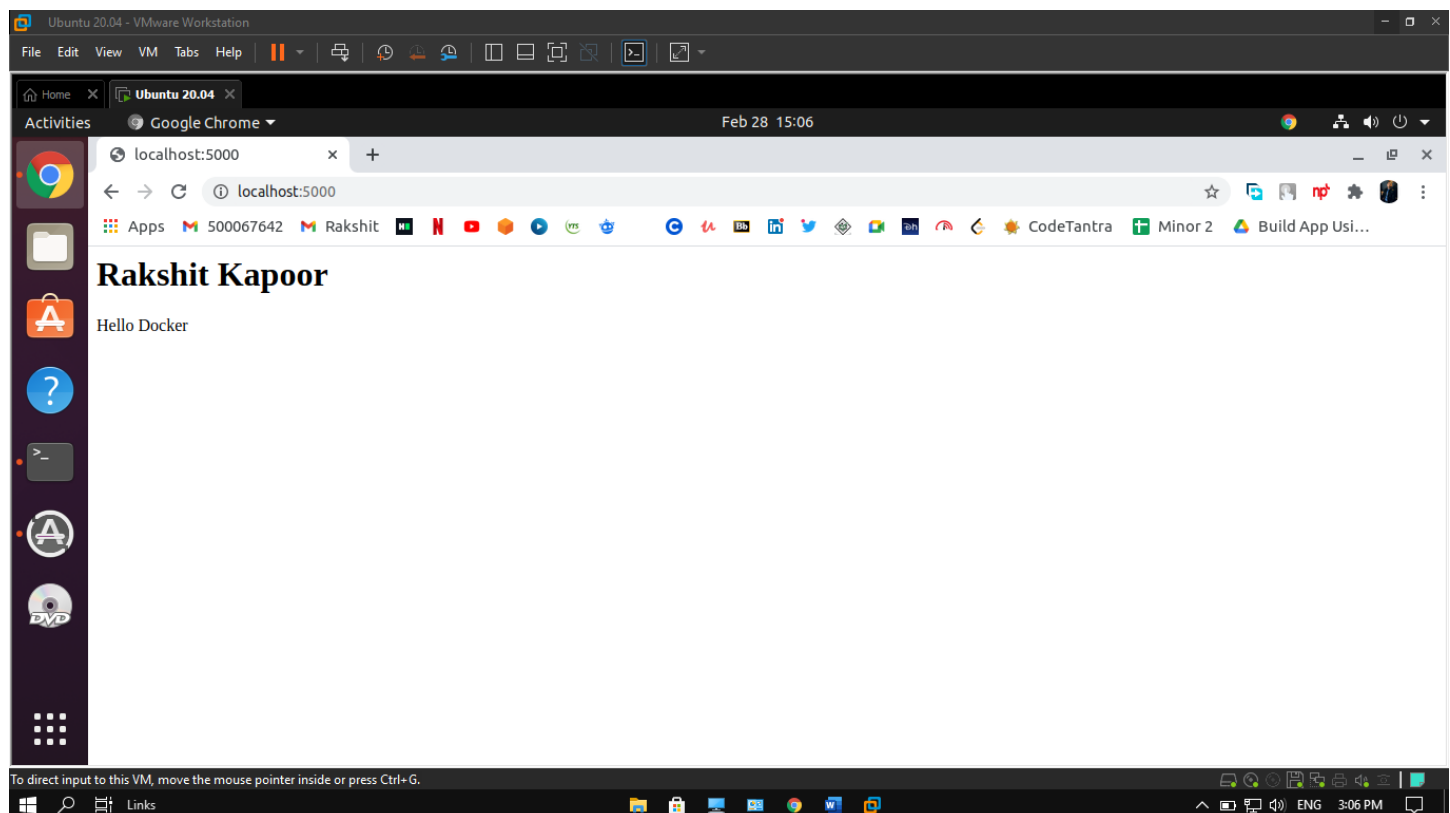 Ubuntu 20.04 - VMware Workstation
File Edit View VM Tabs Help
Home Ubuntu 20.04
Activities Google Chrome Feb 28 15:06
localhost:5000
localhost:5000
Apps 500067642 Rakshit CodeTantra Minor 2 Build App Usi...
Rakshit Kapoor
Hello Docker
DVD
To direct input to this VM, move the mouse pointer inside or press Ctrl+G.
Links ENG 3:06 PM